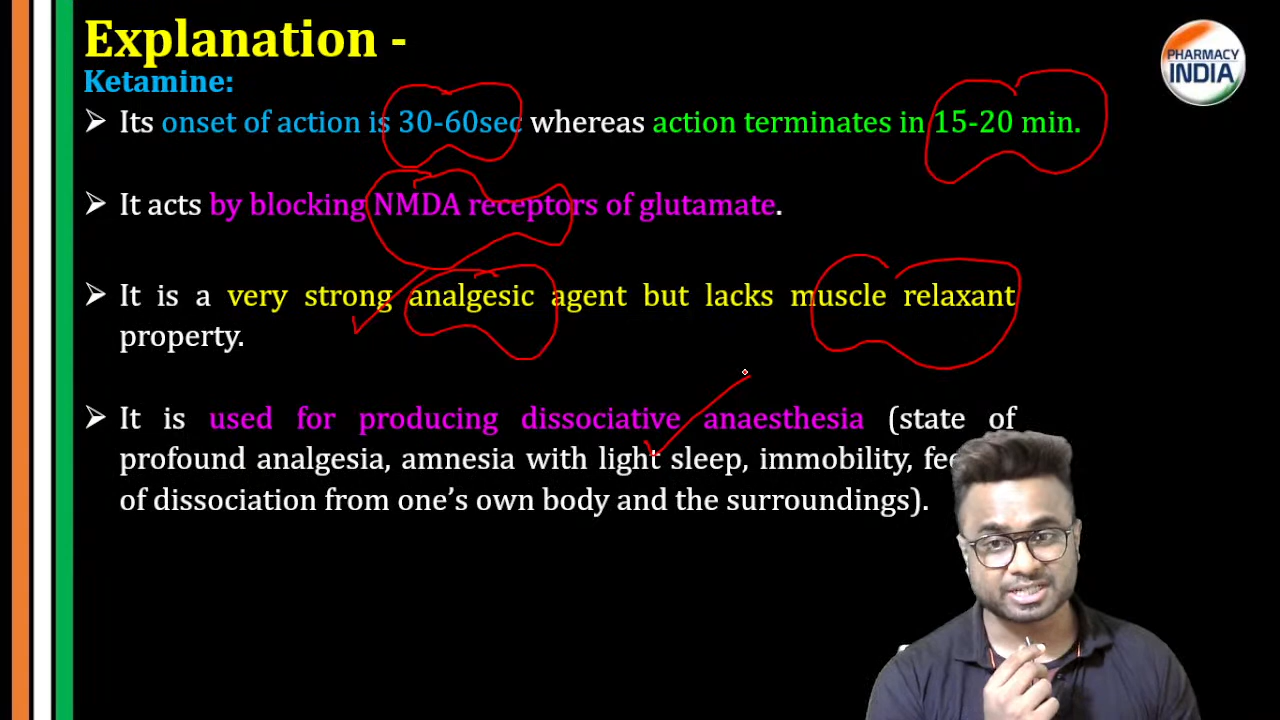 Explanation -
PHARMACY
INDIA
Ketamine:
➢ Its onset of action is 30-60sec whereas action terminates in 15-20 min.
➢ It acts by blocking NMDA receptors of glutamate.
➢ It is a very strong analgesic agent but lacks muscle relaxant
property.
➢ It is used for producing dissociative anaesthesia (state of
profound analgesia, amnesia with light sleep, immobility,
of dissociation from one’s own body and the surroundings).